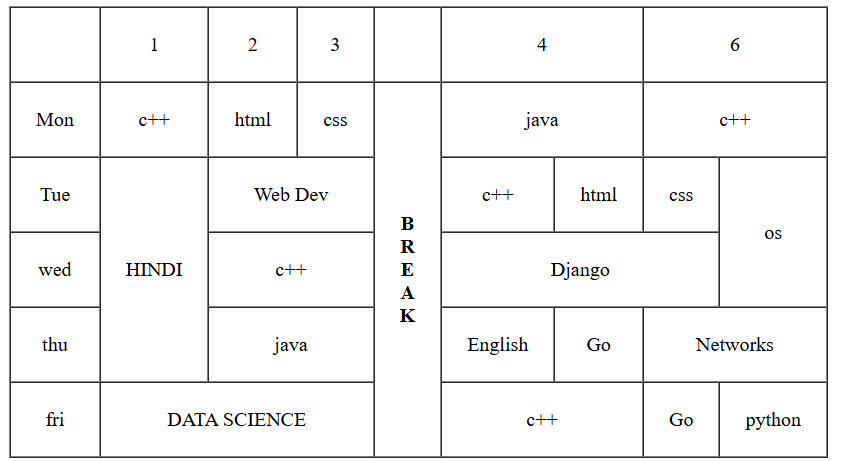 1 2 3 4 6
Mon c++ html css java c++
Tue Web Dev c++ html css
os
wed HINDI c++ Django
thu java English Go Networks
fri DATA SCIENCE c++ Go python
B
R
E
A
K